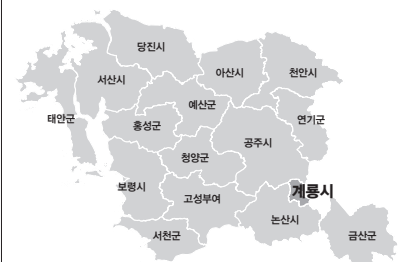 당진시
아산시
천안시
서산시
예산군
태안군
홍성군
연기군
공주시
청양군
보령시
고성부여
계룡시
논산시
서천군
금산군